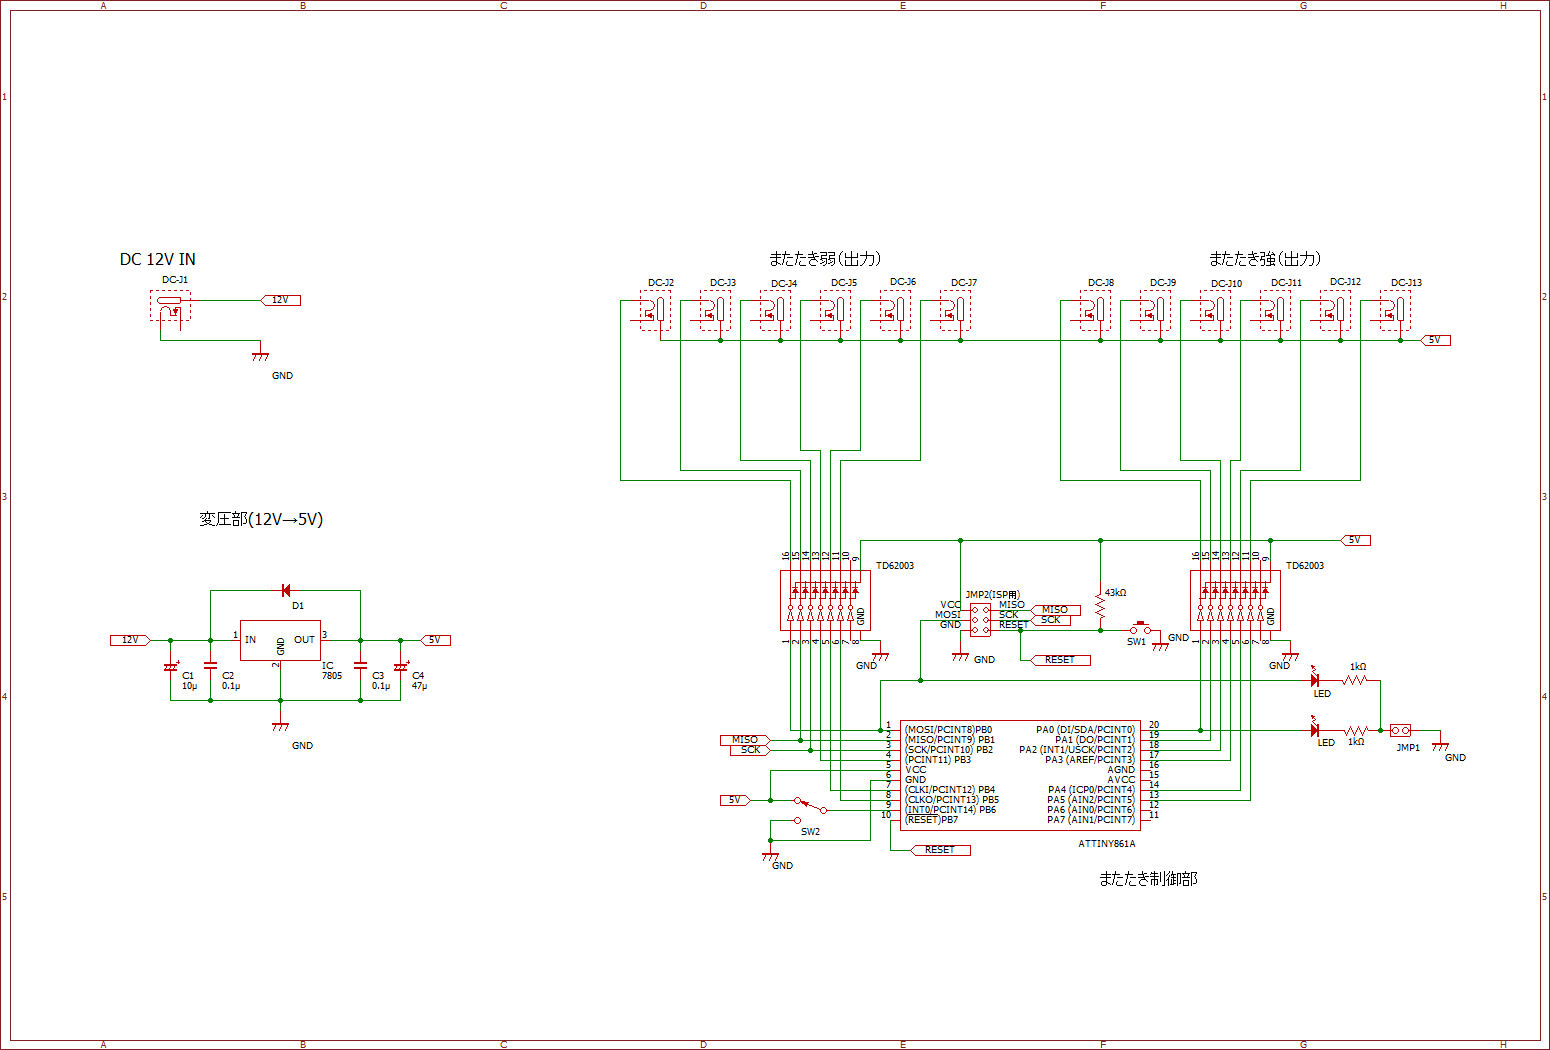 A B C D E F G H
1 1
2 2
3 3
4 4
5 5
DC 12V IN
DC-J1
12V
GND
変圧部(12V→5V)
D1
12V
1 IN
GND
2
OUT 3
5V
IC
7805
C1
10μ
C2
0.1μ
C3
0.1μ
C4
47μ
GND
またたき弱(出力)
DC-J2 DC-J3 DC-J4 DC-J5 DC-J6 DC-J7
またたき強(出力)
DC-J8 DC-J9 DC-J10 DC-J11 DC-J12 DC-J13
5V
5V
16 15 14 13 12 11 10 9
TD62003
GND
1 2 3 4 5 6 7 8
GND
16 15 14 13 12 11 10 9
TD62003
GND
1 2 3 4 5 6 7 8
GND
JMP2(ISP用)
VCC MISO
MOSI SCK
GND RESET
MISO
SCK
RESET
GND
43kΩ
SW1
GND
1kΩ
LED
LED
1kΩ
JMP1
GND
MISO
SCK
5V
SW2
GND
1 (MOSI/PCINT8)PB0
2 (MISO/PCINT9) PB1
3 (SCK/PCINT10) PB2
4 (PCINT11) PB3
5 VCC
6 GND
7 (CLKI/PCINT12) PB4
8 (CLKO/PCINT13) PB5
9 (INT0/PCINT14) PB6
10 (RESET)PB7
PA0 (DI/SDA/PCINT0) 20
PA1 (DO/PCINT1) 19
PA2 (INT1/USCK/PCINT2) 18
PA3 (AREF/PCINT3) 17
AGND 16
AVCC 15
PA4 (ICP0/PCINT4) 14
PA5 (AIN2/PCINT5) 13
PA6 (AIN0/PCINT6) 12
PA7 (AIN1/PCINT7) 11
RESET
ATTINY861A
またたき制御部
A B C D E F G H